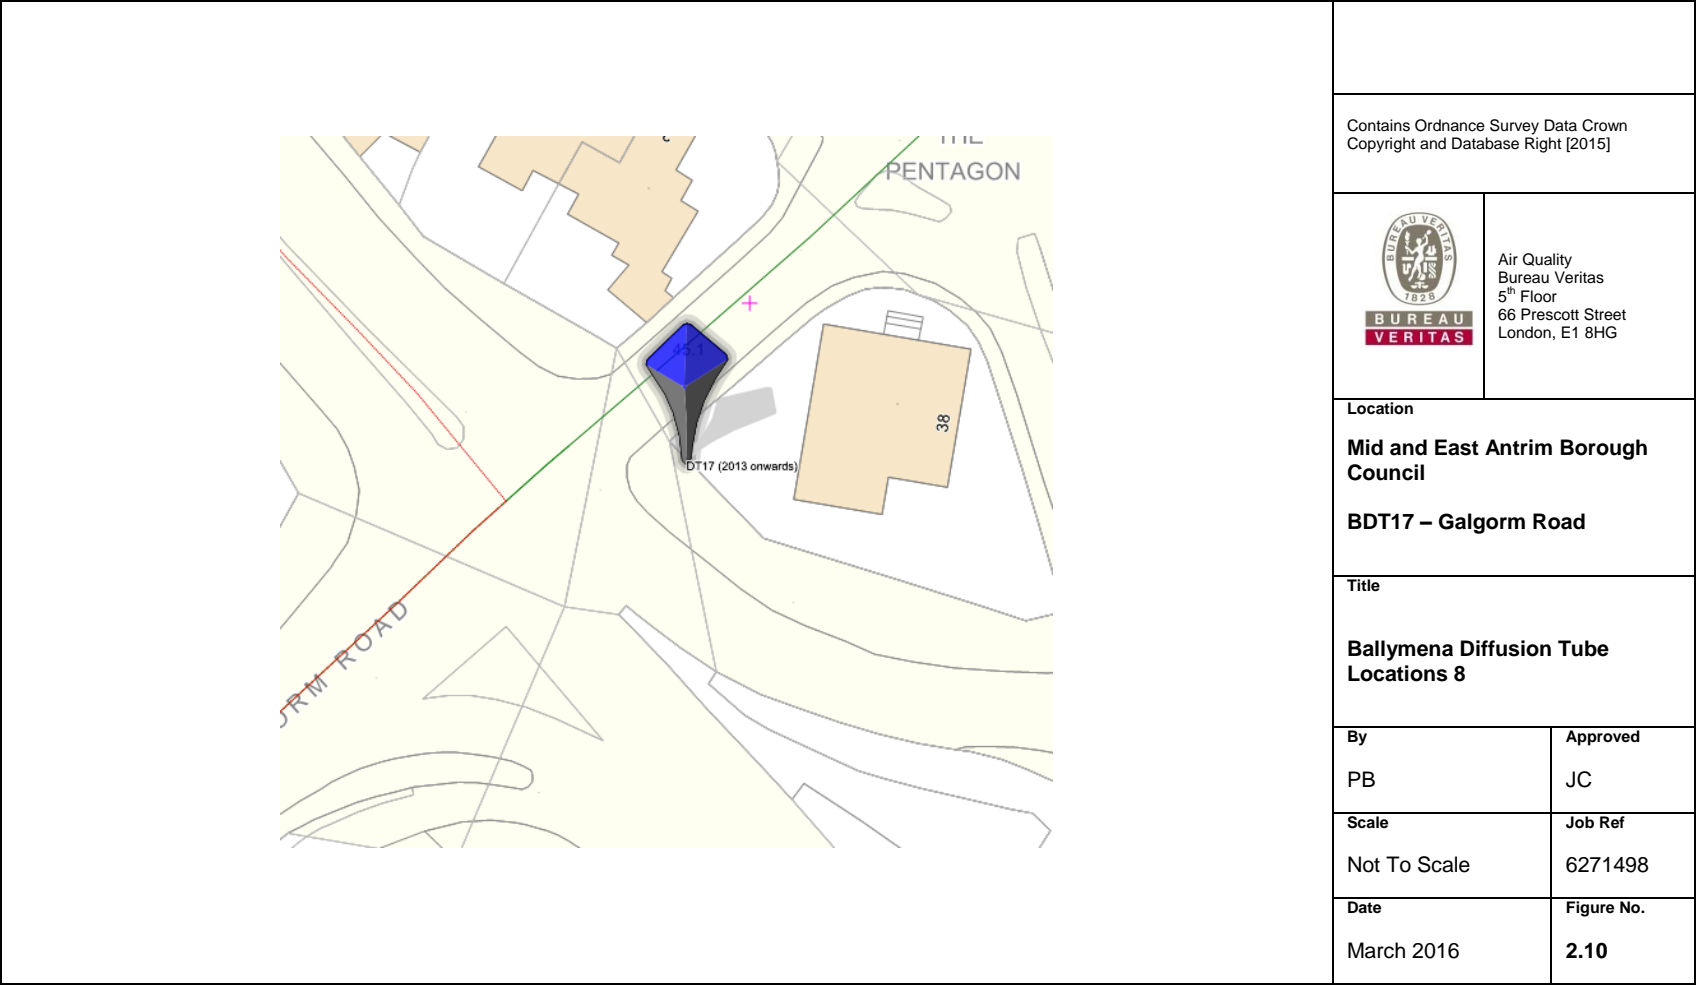 THE
PENTAGON
45.1
DT17 (2013 onwards)
38
ORM ROAD
Contains Ordnance Survey Data Crown
Copyright and Database Right [2015]
BUREAU VERITAS
1828
BUREAU
VERITAS
Air Quality
Bureau Veritas
5th Floor
66 Prescott Street
London, E1 8HG
Location
Mid and East Antrim Borough
Council
BDT17 – Galgorm Road
Title
Ballymena Diffusion Tube
Locations 8
By
Approved
PB
JC
Scale
Job Ref
Not To Scale
6271498
Date
Figure No.
March 2016
2.10